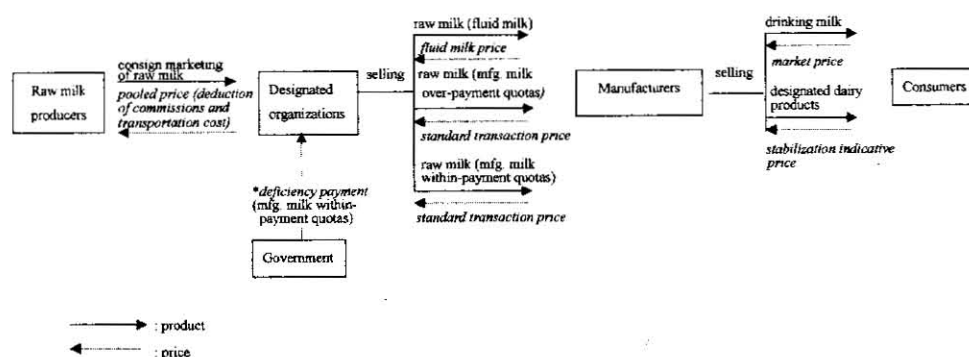 consign marketing
of raw milk
pooled price (deduction
of commissions and
transportation cost)
Raw milk
producers
Designated
organizations
selling
raw milk (fluid milk)
fluid milk price
raw milk (mfg. milk
over-payment quotas)
standard transaction price
raw milk (mfg. milk
within-payment quotas)
standard transaction price
*deficiency payment
(mfg. milk within-
payment quotas)
Government
Manufacturers
selling
drinking milk
market price
designated dairy
products
stabilization indicative
price
Consumers
: product
: price